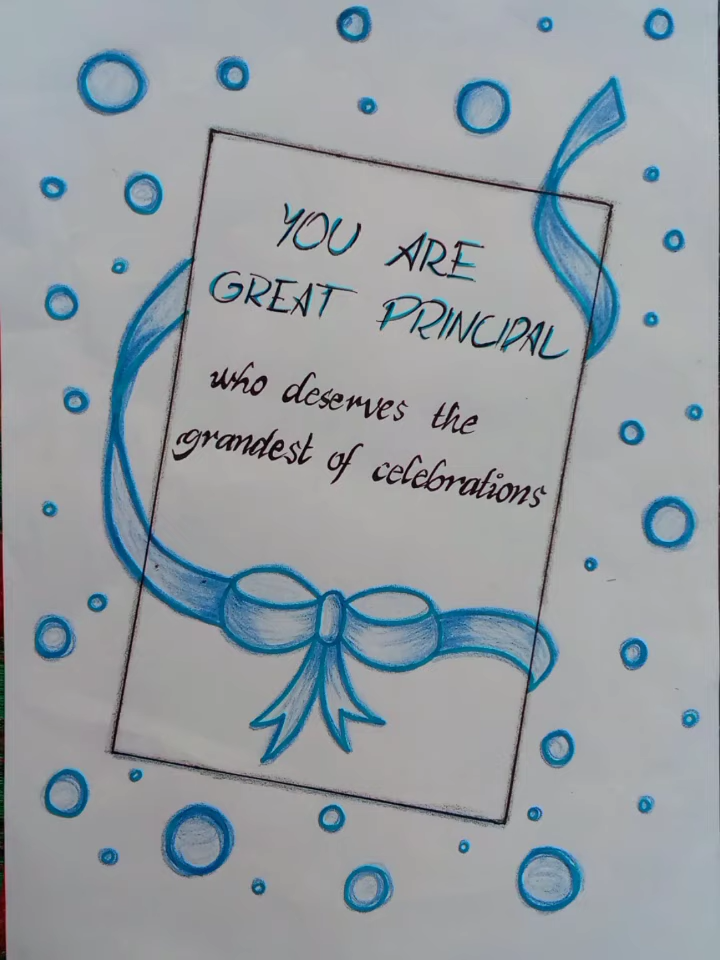 YOU ARE
GREAT PRINCIPAL
who deserves the
grandest of celebrations